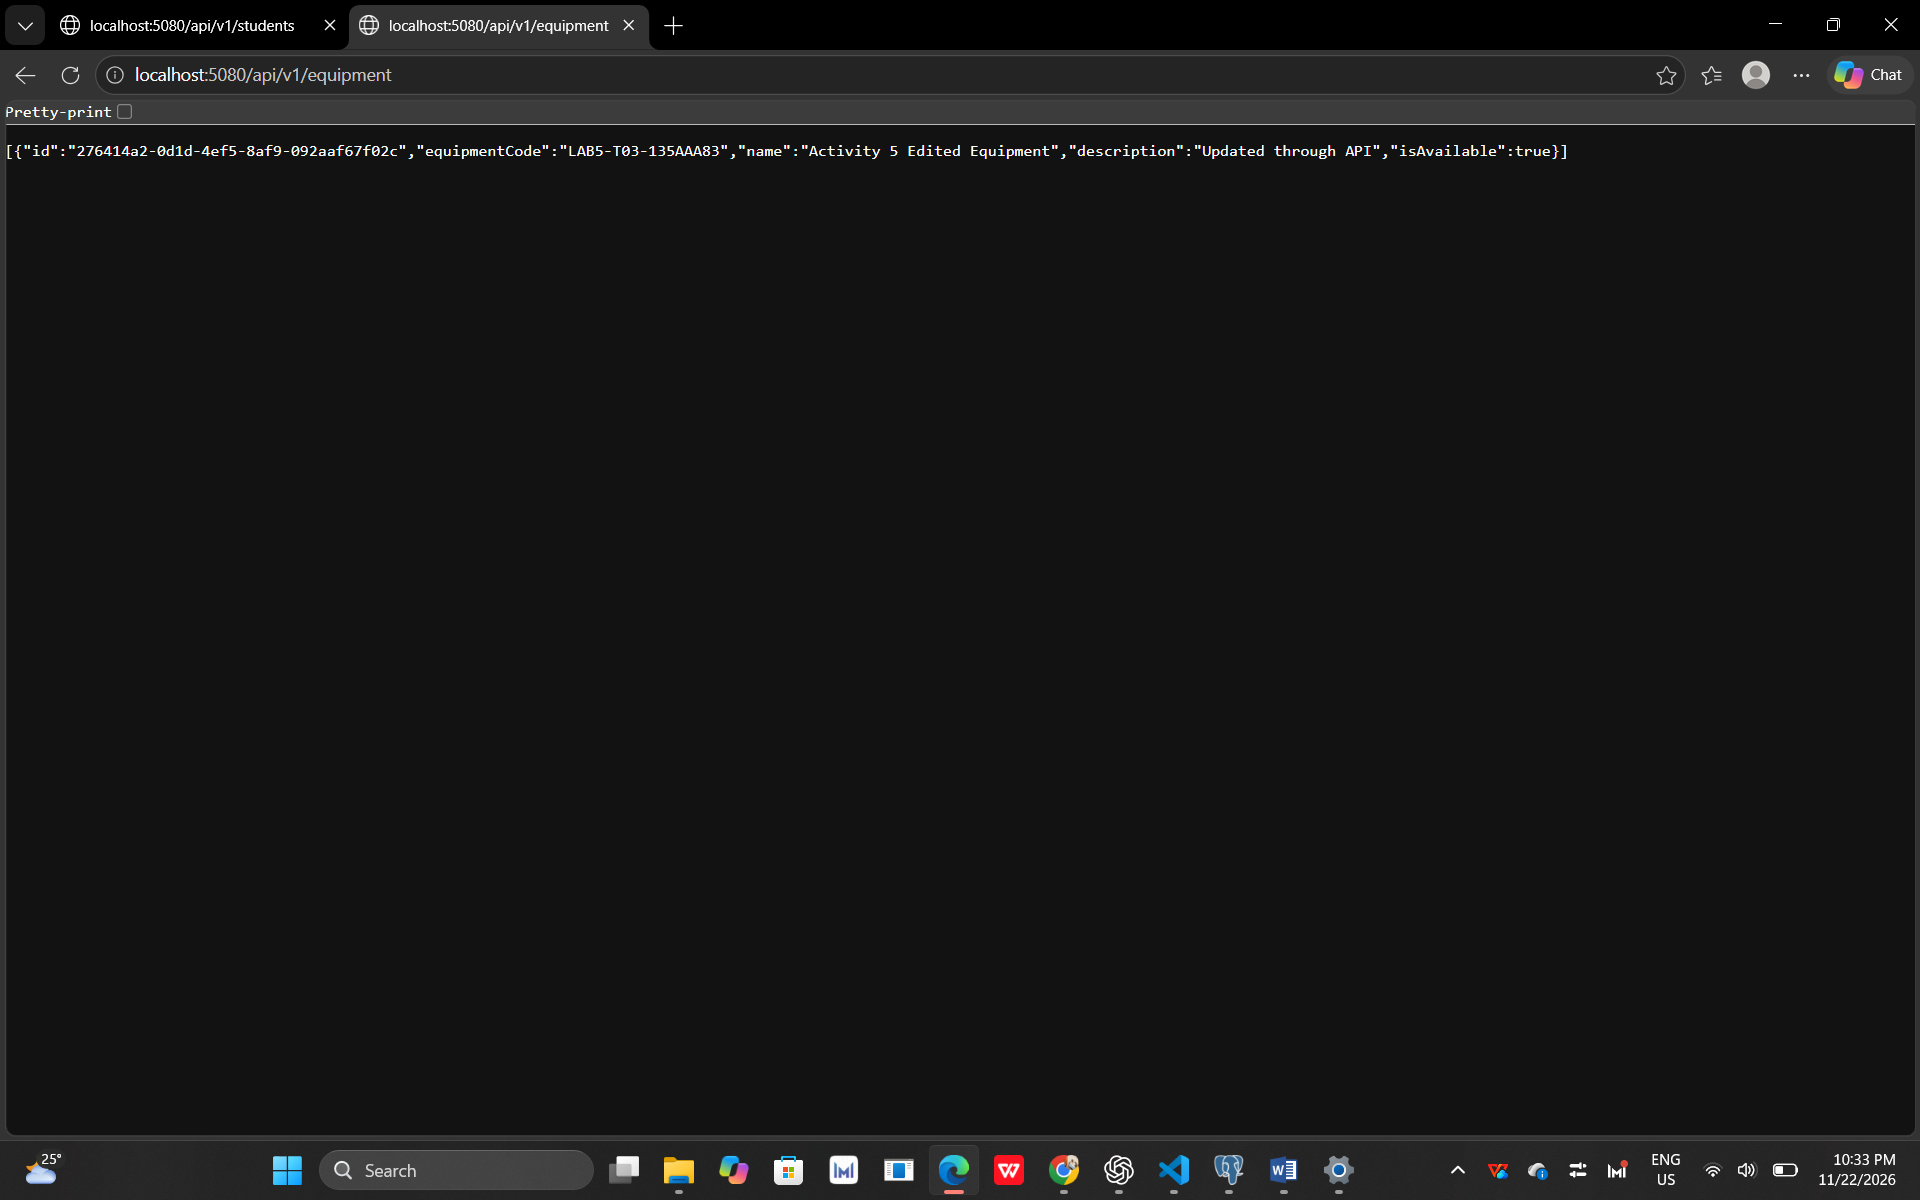 localhost:5080/api/v1/students
localhost:5080/api/v1/equipment
localhost:5080/api/v1/equipment
Chat
Pretty-print
[{"id":"276414a2-0d1d-4ef5-8af9-092aaf67f02c","equipmentCode":"LAB5-T03-135AAA83","name":"Activity 5 Edited Equipment","description":"Updated through API","isAvailable":true}]
25°
Search
ENG
US
10:33 PM
11/22/2026